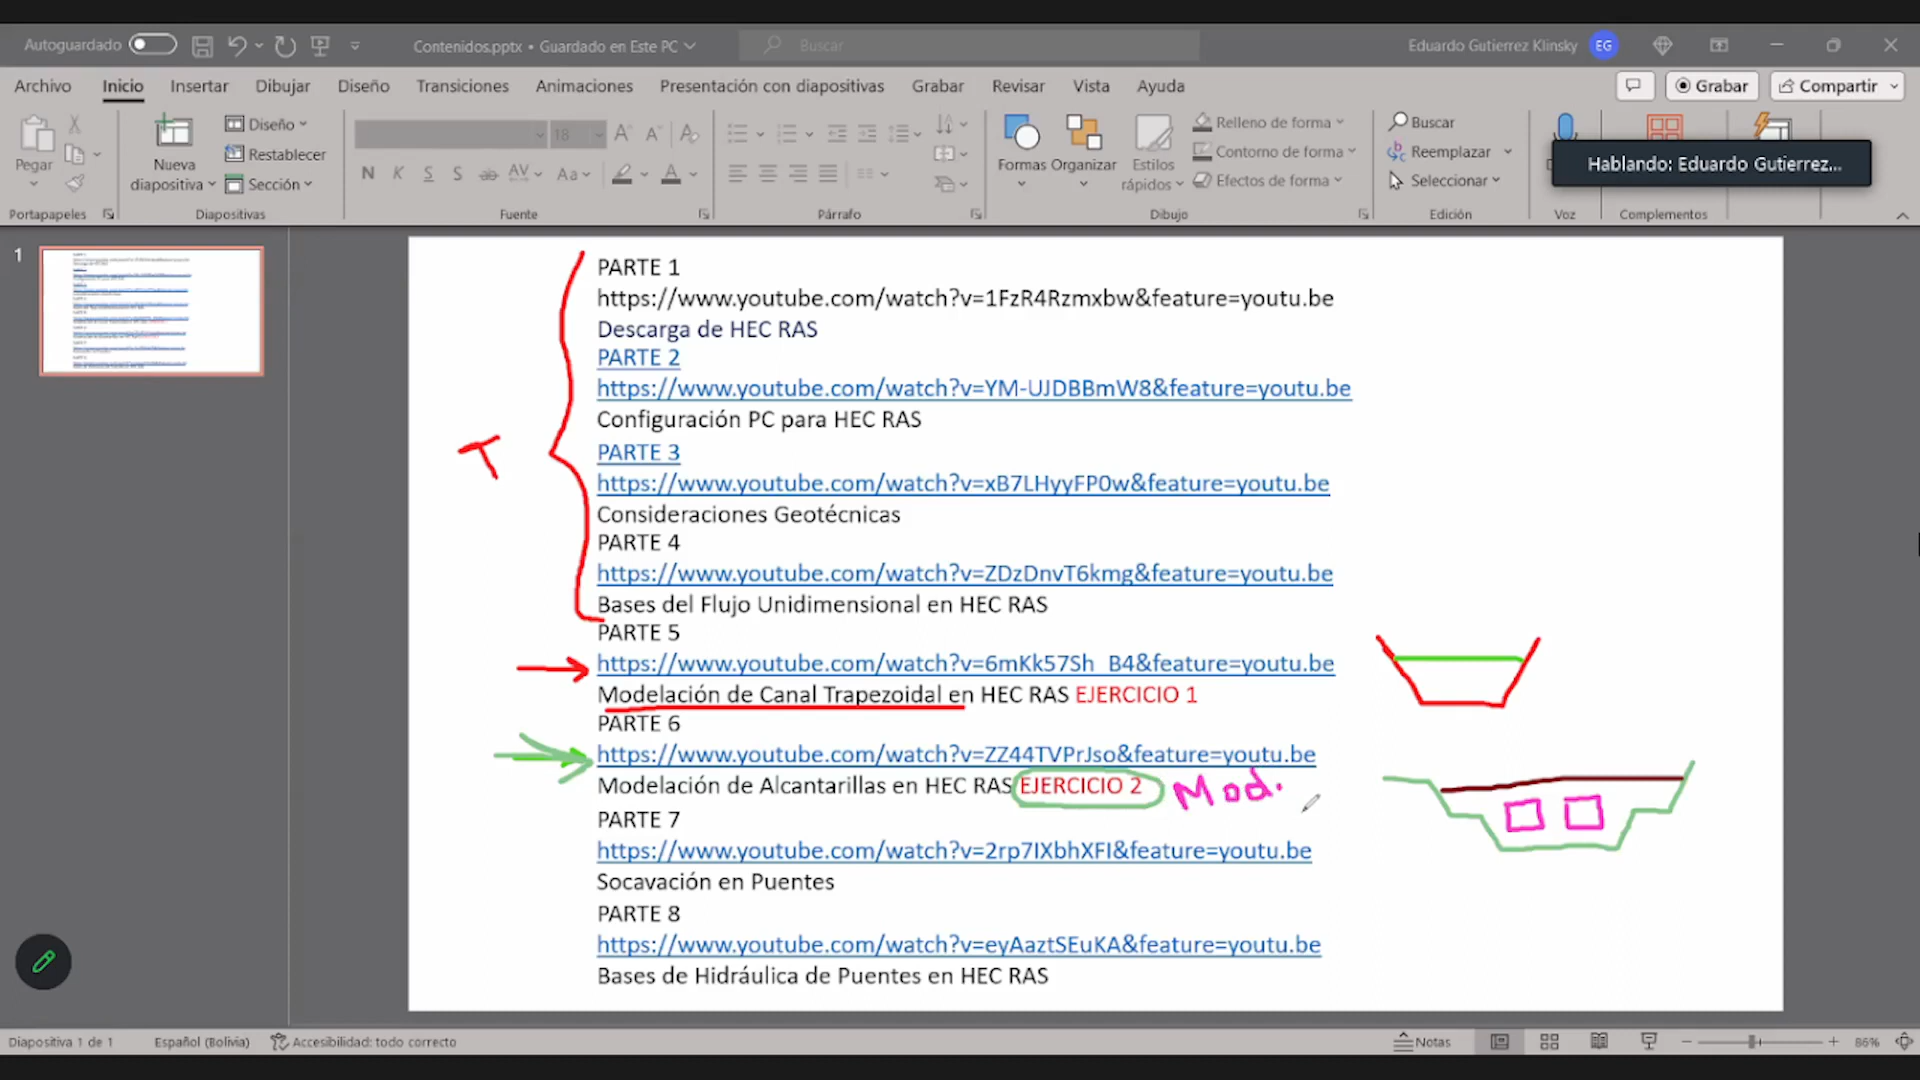 Autoguardado
Contenidos.pptx • Guardado en Este PC
Buscar
Eduardo Gutierrez Klinsky
EG
Archivo Inicio Insertar Dibujar Diseño Transiciones Animaciones Presentación con diapositivas Grabar Revisar Vista Ayuda
Grabar
Compartir
Pegar
Portapapeles
Nueva diapositiva
Diseño
Restablecer
Sección
Diapositivas
18
N K S S ab AV Aa A
Fuente
Párrafo
Formas
Organizar
Estilos rápidos
Relleno de forma
Contorno de forma
Efectos de forma
Dibujo
Buscar
Reemplazar
Seleccionar
Edición
Hablando: Eduardo Gutierrez...
Voz
Complementos
1
PARTE 1
https://www.youtube.com/watch?v=1FzR4Rzmxbw&feature=youtu.be
Descarga de HEC RAS
PARTE 2
https://www.youtube.com/watch?v=YM-UJDBBmW8&feature=youtu.be
Configuración PC para HEC RAS
PARTE 3
https://www.youtube.com/watch?v=xB7LHyyFP0w&feature=youtu.be
Consideraciones Geotécnicas
PARTE 4
https://www.youtube.com/watch?v=ZDzDnvT6kmg&feature=youtu.be
Bases del Flujo Unidimensional en HEC RAS
PARTE 5
https://www.youtube.com/watch?v=6mKk57Sh_B4&feature=youtu.be
Modelación de Canal Trapezoidal en HEC RAS EJERCICIO 1
PARTE 6
https://www.youtube.com/watch?v=ZZ44TVPrJso&feature=youtu.be
Modelación de Alcantarillas en HEC RAS EJERCICIO 2 Mod.
PARTE 7
https://www.youtube.com/watch?v=2rp7IXbhXFI&feature=youtu.be
Socavación en Puentes
PARTE 8
https://www.youtube.com/watch?v=eyAaztSEuKA&feature=youtu.be
Bases de Hidráulica de Puentes en HEC RAS
T
Diapositiva 1 de 1
Español (Bolivia)
Accesibilidad: todo correcto
Notas
86%